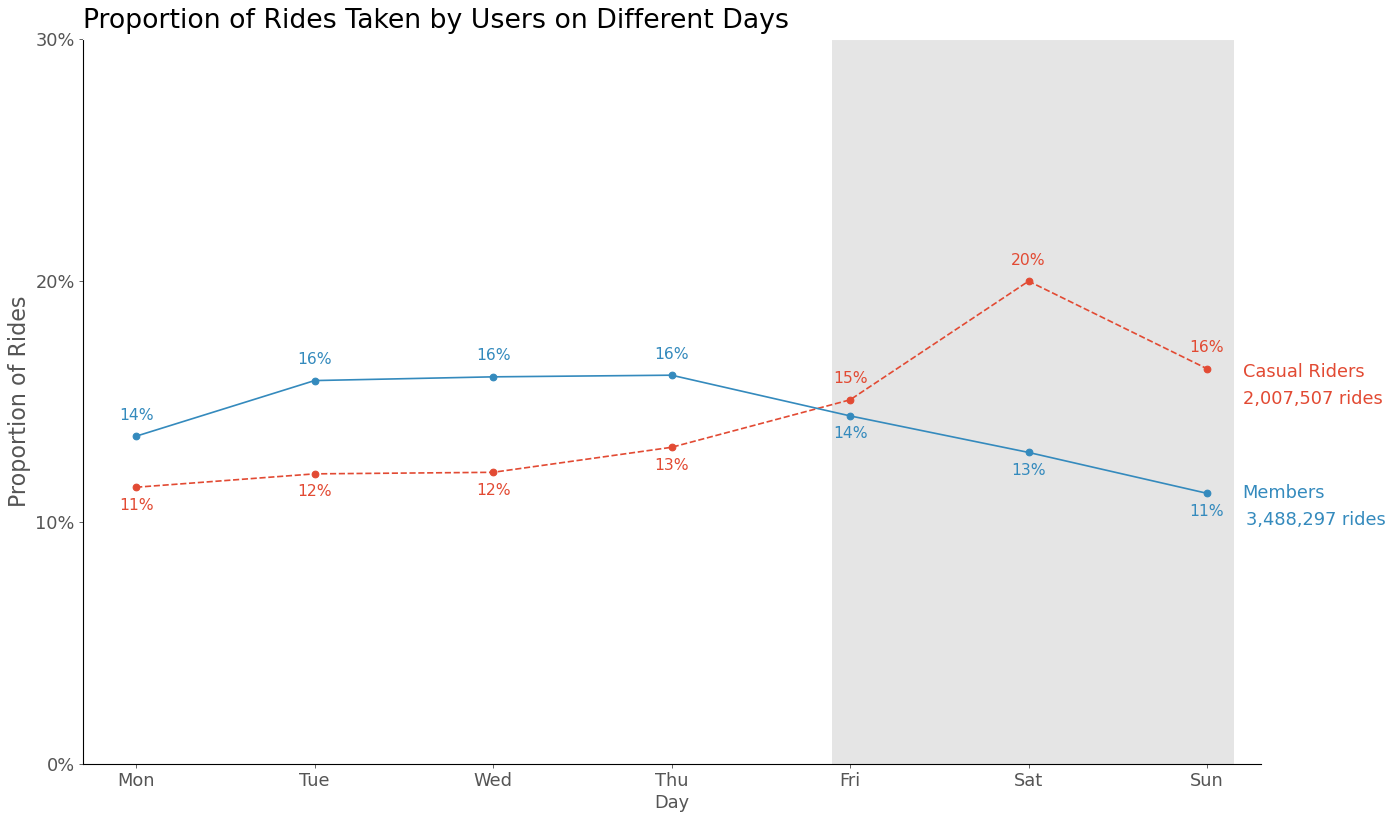 Proportion of Rides Taken by Users on Different Days
30%
20%
10%
0%
Proportion of Rides
14%
16%
16%
16%
14%
13%
11%
11%
12%
12%
13%
15%
20%
16%
Casual Riders
2,007,507 rides
Members
3,488,297 rides
Mon
Tue
Wed
Thu
Fri
Sat
Sun
Day